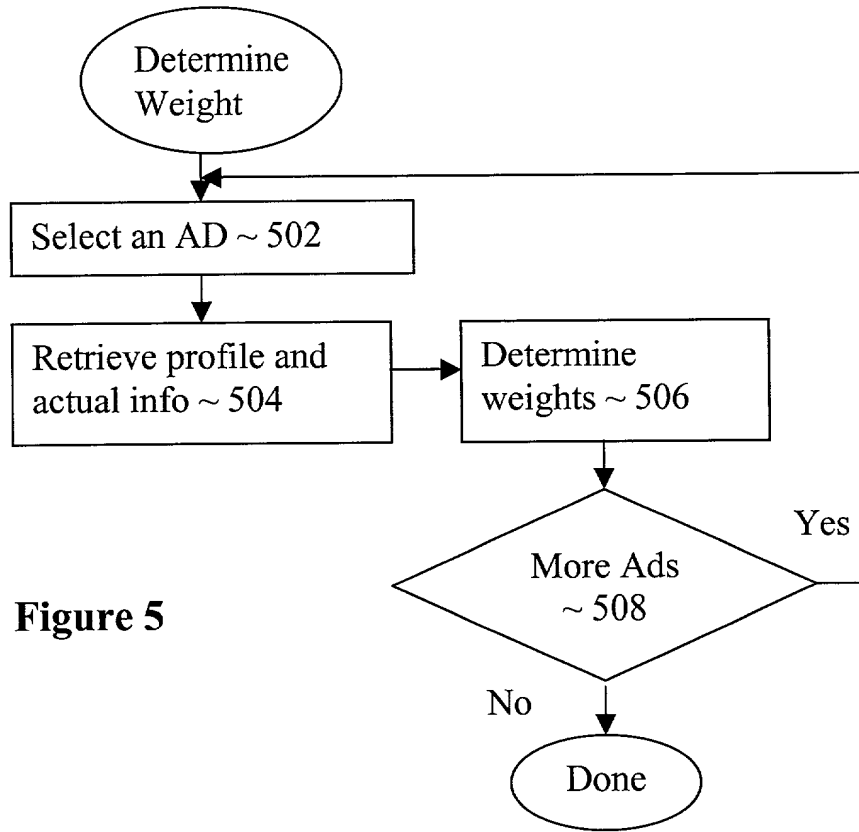 Determine
Weight
Select an AD ~ 502
Retrieve profile and
actual info ~ 504
Determine
weights ~ 506
More Ads
~ 508
Yes
No
Done
Figure 5